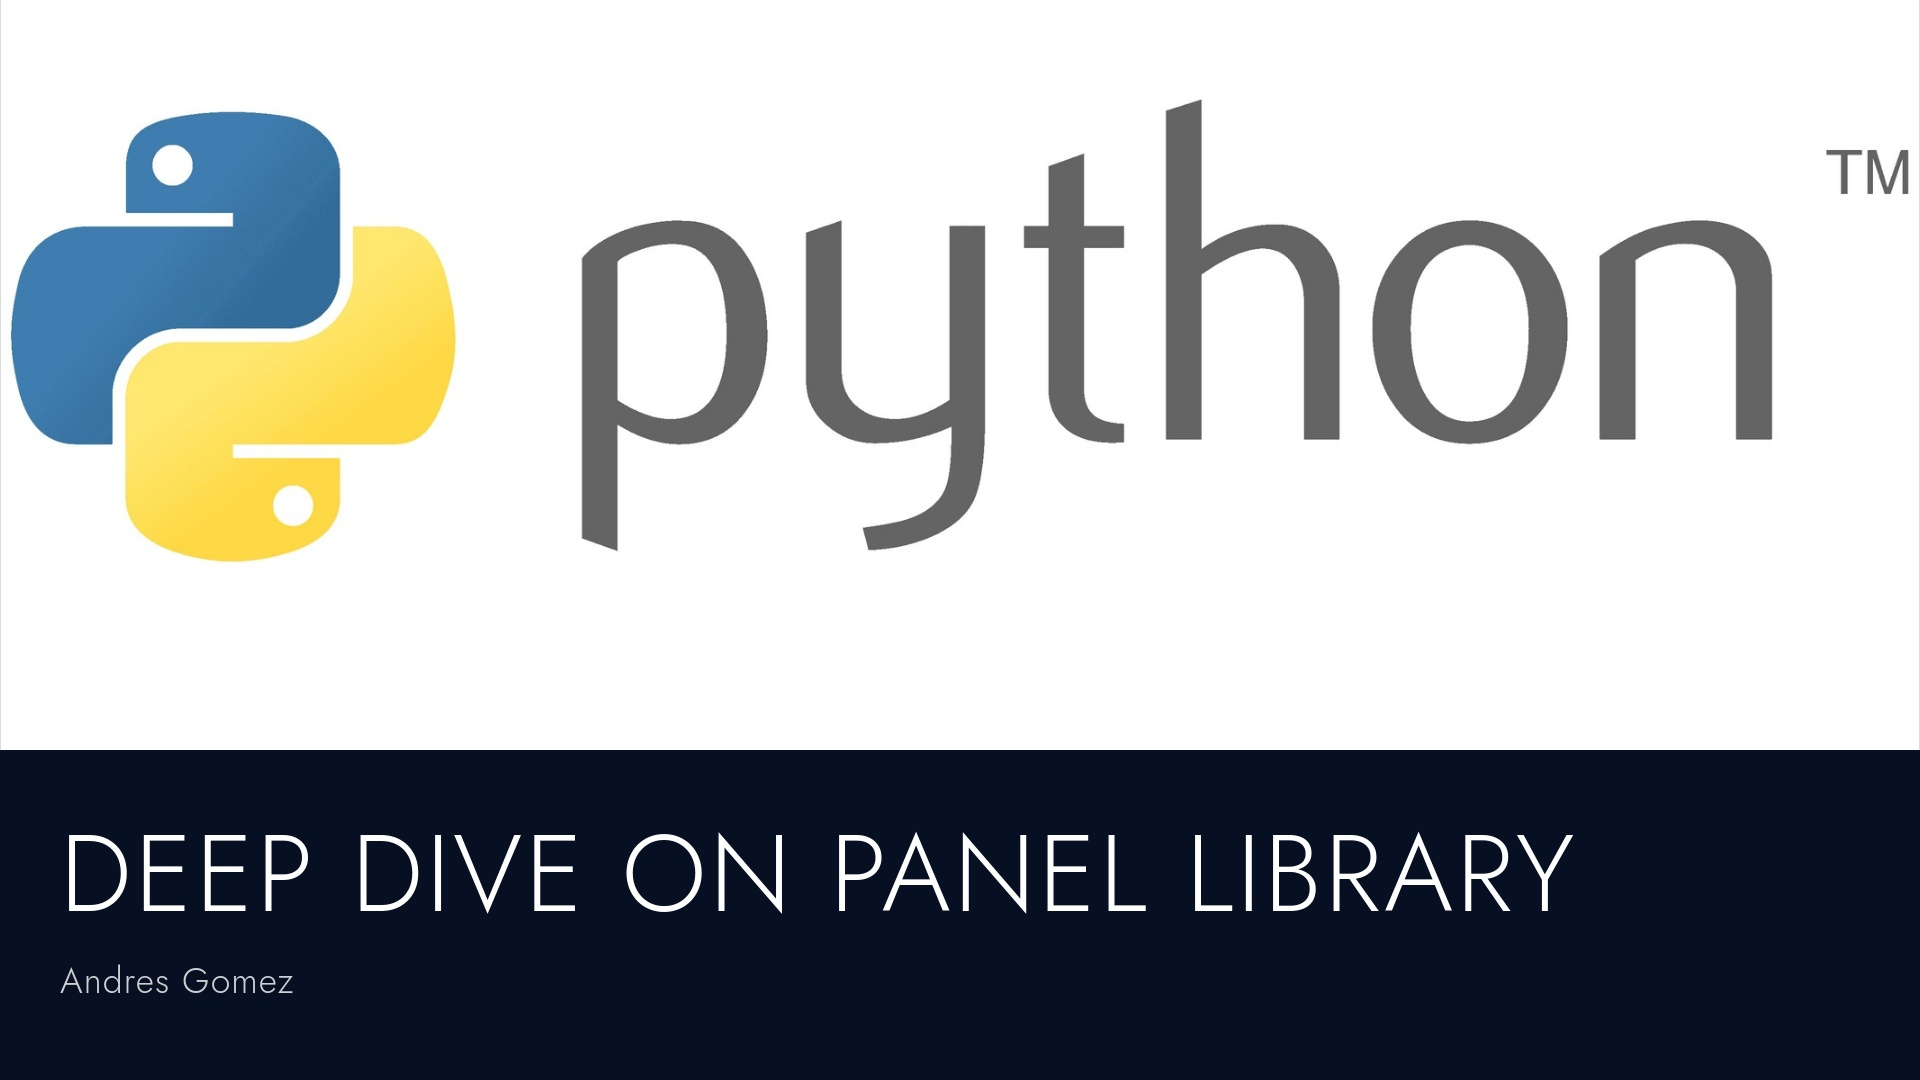 python
TM
DEEP DIVE ON PANEL LIBRARY
Andres Gomez